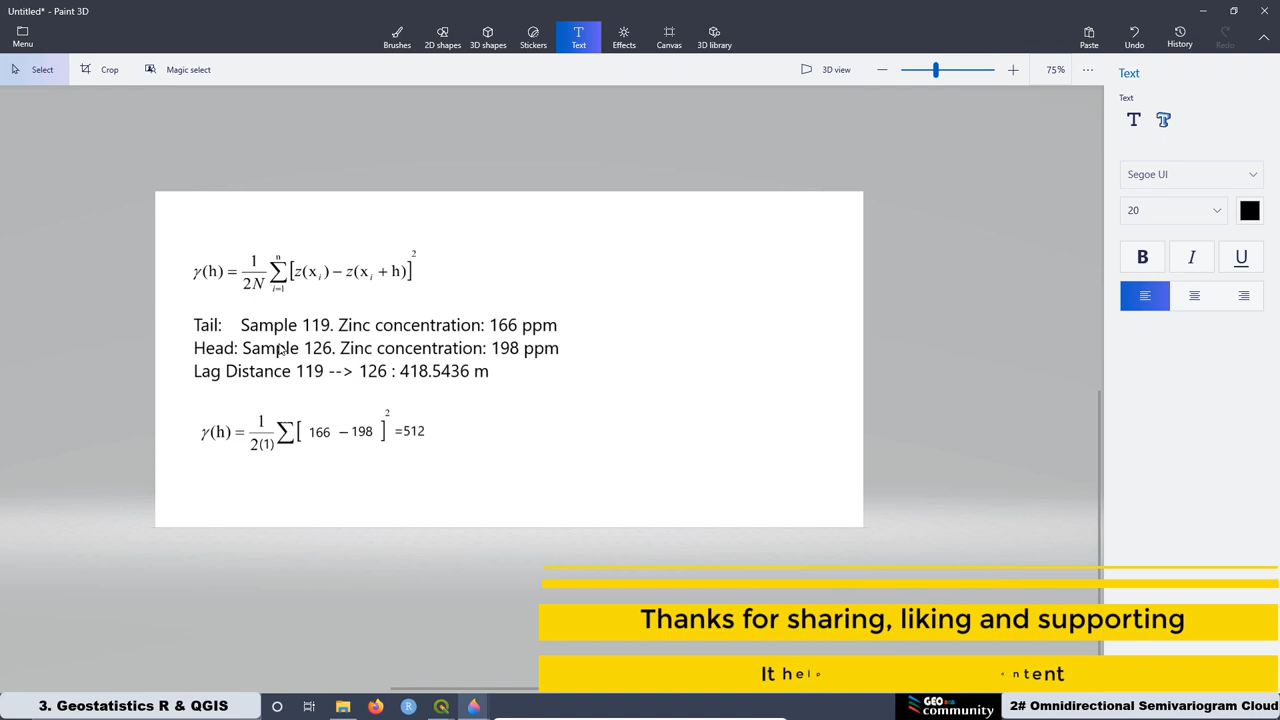 Untitled* - Paint 3D
Menu
Brushes
2D shapes
3D shapes
Stickers
Text
Effects
Canvas
3D library
Paste
Undo
History
Redo
Select
Crop
Magic select
3D view
75%
Text
Text
Segoe UI
20
B I U
γ(h) = 1/2N ∑ n i=1 [z(x i) − z(x i + h)] 2
Tail: Sample 119. Zinc concentration: 166 ppm
Head: Sample 126. Zinc concentration: 198 ppm
Lag Distance 119 --> 126 : 418.5436 m
γ(h) = 1/2(1) ∑ [ 166 − 198 ] 2 =512
Thanks for sharing, liking and supporting
It help
ntent
3. Geostatistics R & QGIS
GEO
community
2# Omnidirectional Semivariogram Cloud